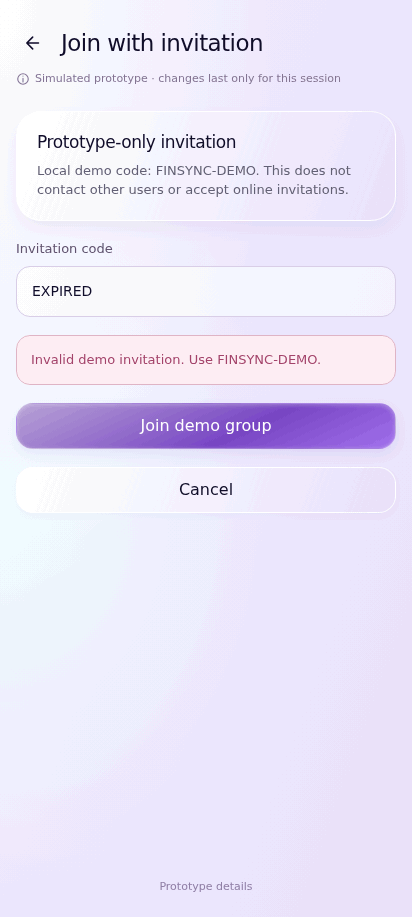 Join with invitation
Simulated prototype · changes last only for this session
Prototype-only invitation
Local demo code: FINSYNC-DEMO. This does not
contact other users or accept online invitations.
Invitation code
EXPIRED
Invalid demo invitation. Use FINSYNC-DEMO.
Join demo group
Cancel
Prototype details